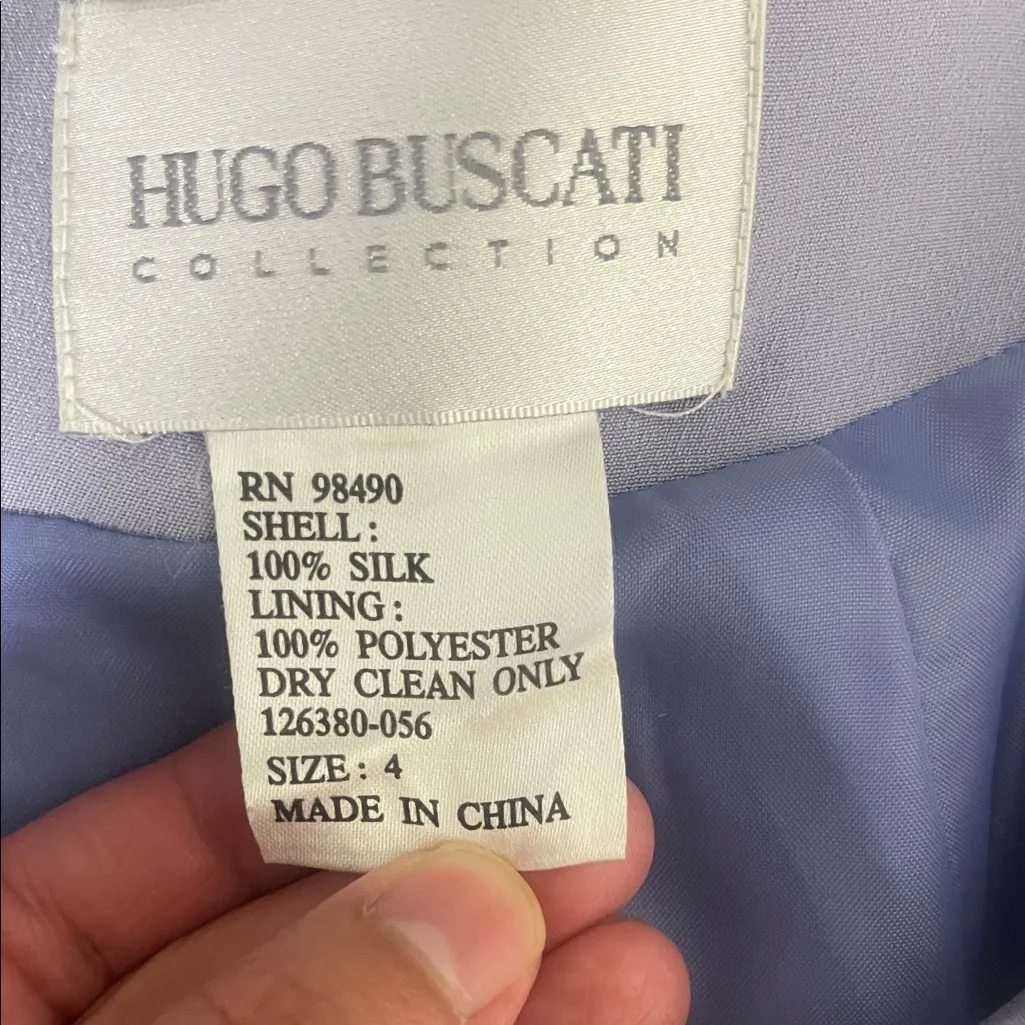 HUGO BUSCATI
COLLECTION
RN 98490
SHELL:
100% SILK
LINING:
100% POLYESTER
DRY CLEAN ONLY
126380-056
SIZE: 4
MADE IN CHINA